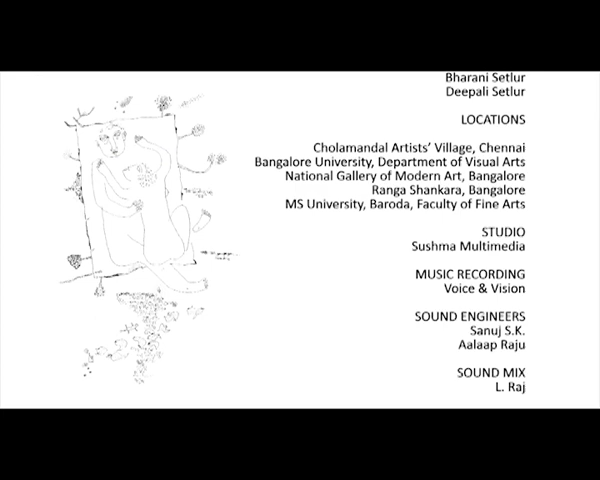 Bharani Setlur
Deepali Setlur
LOCATIONS
Cholamandal Artists' Village, Chennai
Bangalore University, Department of Visual Arts
National Gallery of Modern Art, Bangalore
Ranga Shankara, Bangalore
MS University, Baroda, Faculty of Fine Arts
STUDIO
Sushma Multimedia
MUSIC RECORDING
Voice & Vision
SOUND ENGINEERS
Sanuj S.K.
Aalaap Raju
SOUND MIX
L. Raj